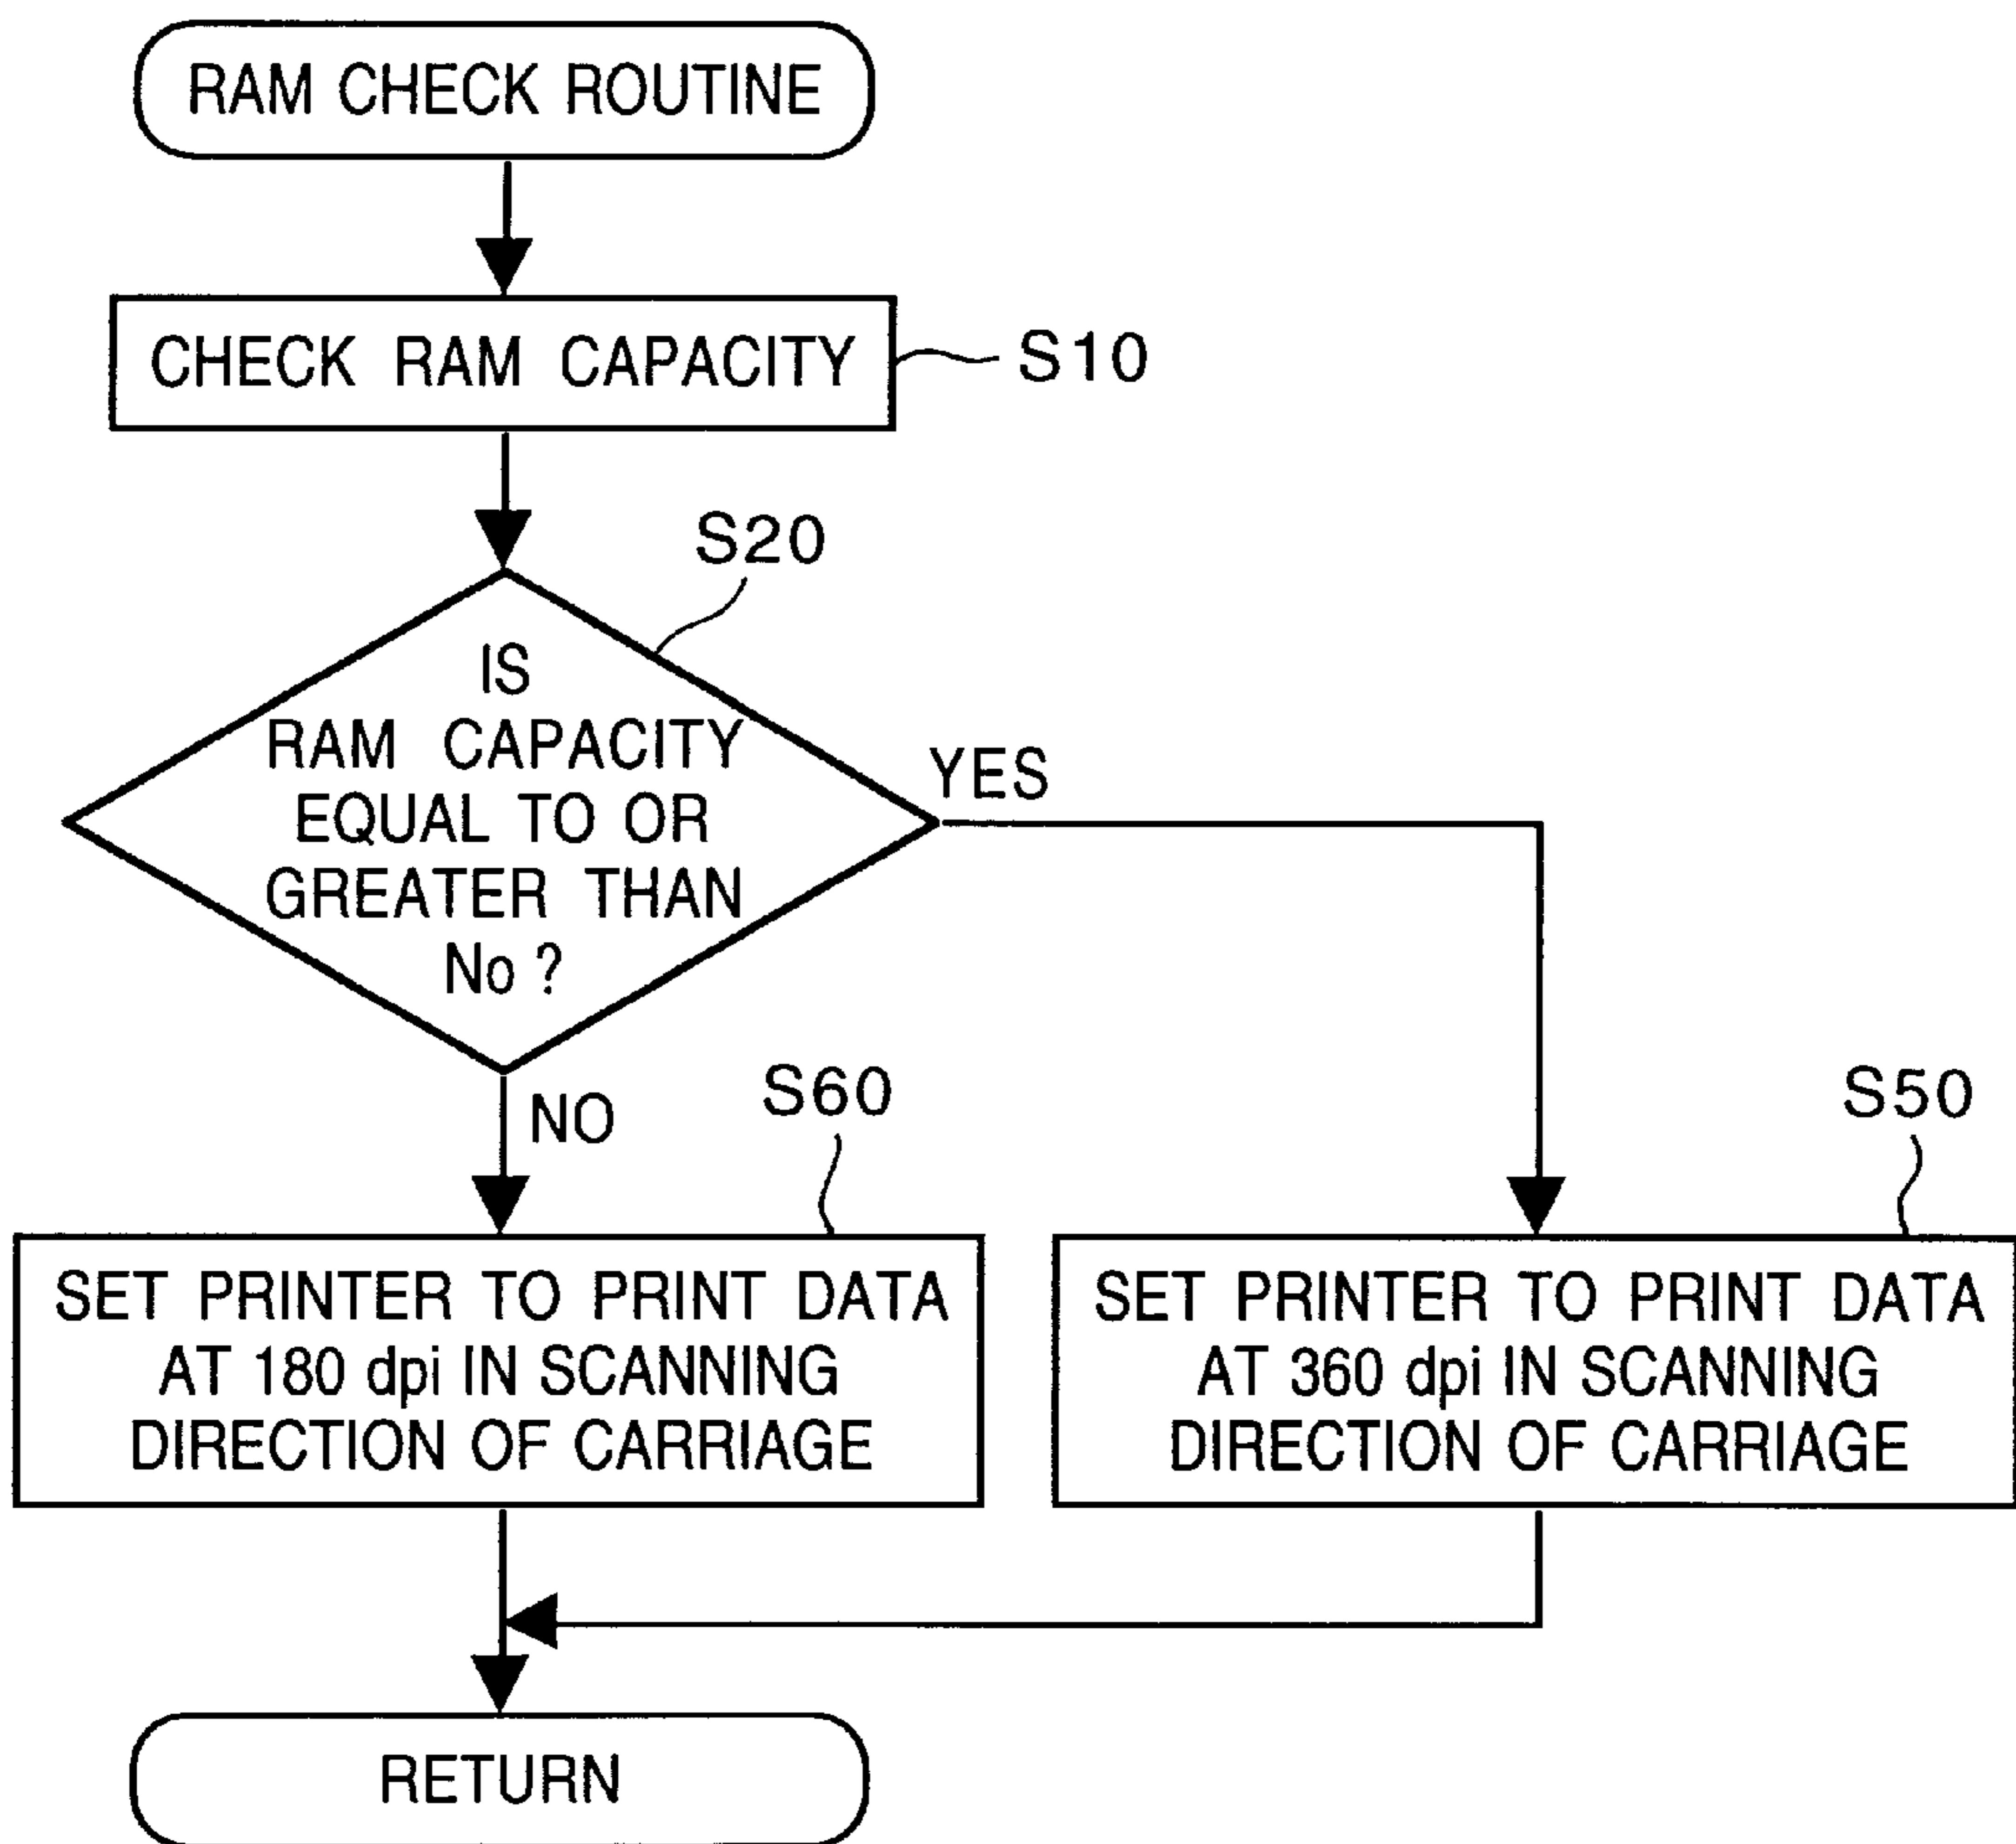 RAM CHECK ROUTINE
CHECK RAM CAPACITY
S10
S20
IS
RAM CAPACITY
EQUAL TO OR
GREATER THAN
No ?
YES
NO
S60
SET PRINTER TO PRINT DATA
AT 180 dpi IN SCANNING
DIRECTION OF CARRIAGE
S50
SET PRINTER TO PRINT DATA
AT 360 dpi IN SCANNING
DIRECTION OF CARRIAGE
RETURN